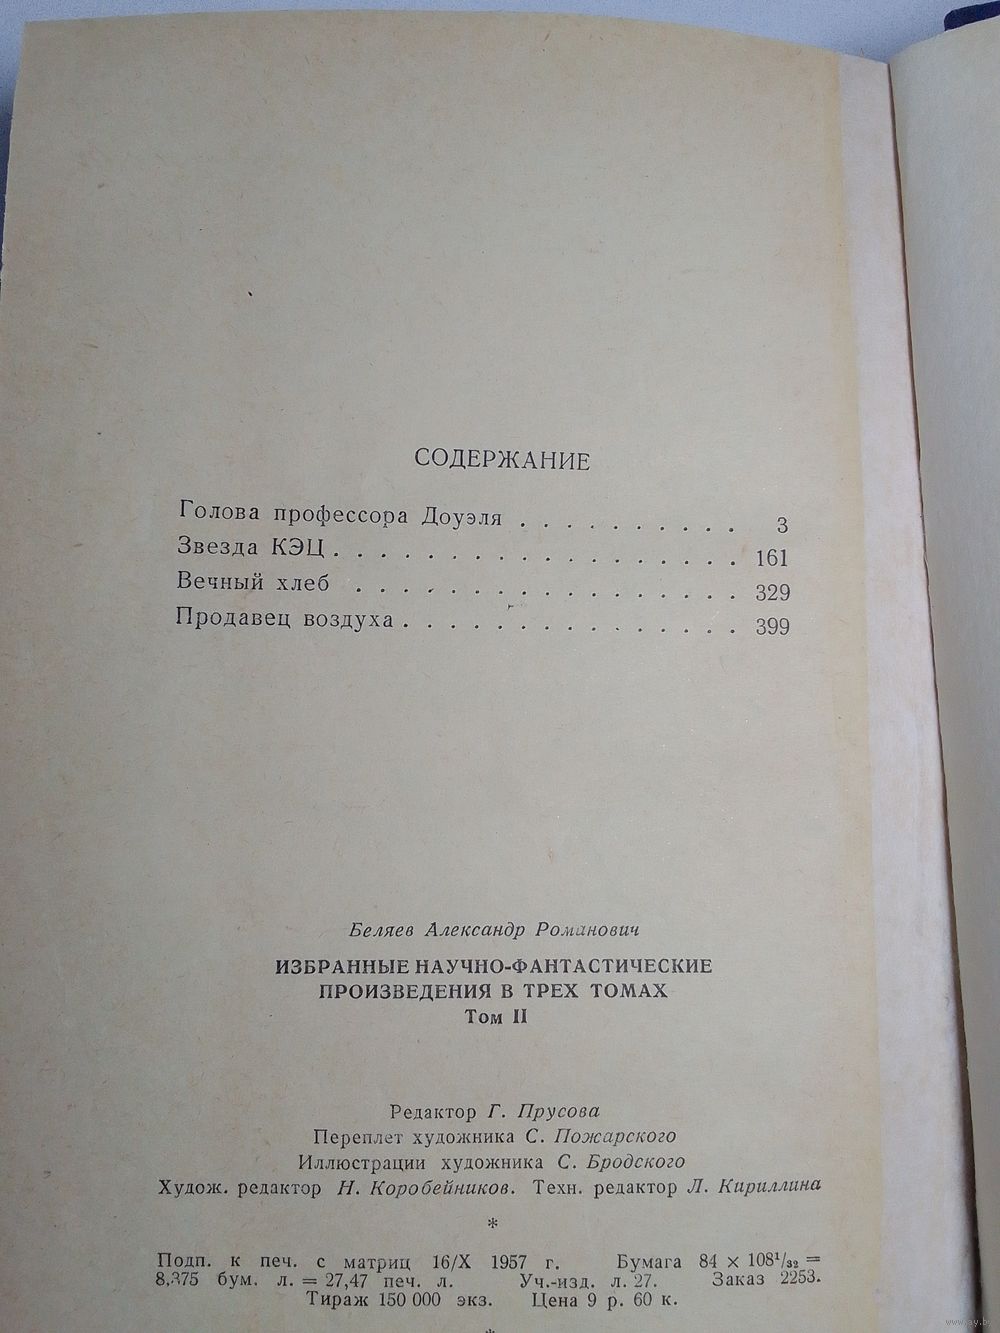 СОДЕРЖАНИЕ
Голова профессора Доуэля . . . . . . . . . . 3
Звезда КЭЦ . . . . . . . . . . . . . . . . . . 161
Вечный хлеб . . . . . . . . . . . . . . . . . 329
Продавец воздуха . . . . . . . . . . . . . . . 399
Беляев Александр Романович
ИЗБРАННЫЕ НАУЧНО-ФАНТАСТИЧЕСКИЕ
ПРОИЗВЕДЕНИЯ В ТРЕХ ТОМАХ
Том II
Редактор Г. Прусова
Переплет художника С. Пожарского
Иллюстрации художника С. Бродского
Худож. редактор Н. Коробейников. Техн. редактор Л. Кириллина
*
Подп. к печ. с матриц 16/X 1957 г. Бумага 84 × 108¹/₃₂ =
8,375 бум. л. = 27,47 печ. л. Уч.-изд. л. 27. Заказ 2253.
Тираж 150 000 экз. Цена 9 р. 60 к.
*
www.ay.by